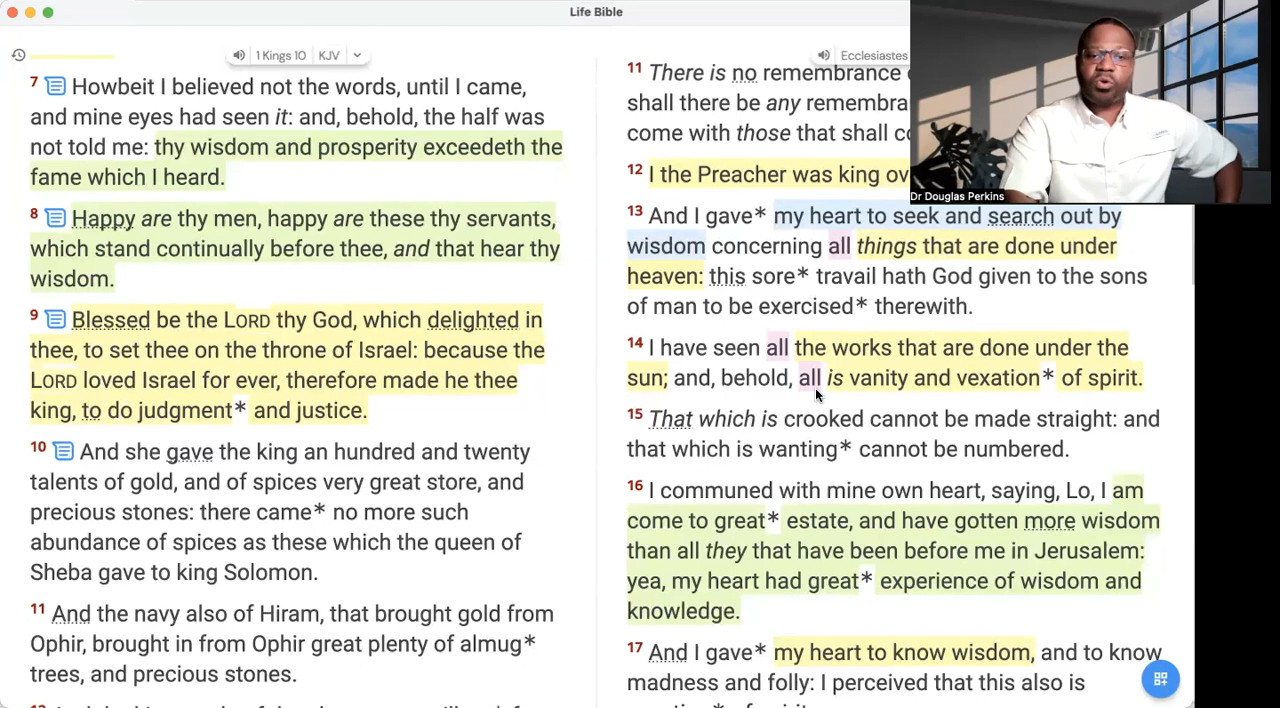 Life Bible
1 Kings 10 KJV
7 Howbeit I believed not the words, until I came,
and mine eyes had seen it: and, behold, the half was
not told me: thy wisdom and prosperity exceedeth the
fame which I heard.
8 Happy are thy men, happy are these thy servants,
which stand continually before thee, and that hear thy
wisdom.
9 Blessed be the LORD thy God, which delighted in
thee, to set thee on the throne of Israel: because the
LORD loved Israel for ever, therefore made he thee
king, to do judgment* and justice.
10 And she gave the king an hundred and twenty
talents of gold, and of spices very great store, and
precious stones: there came* no more such
abundance of spices as these which the queen of
Sheba gave to king Solomon.
11 And the navy also of Hiram, that brought gold from
Ophir, brought in from Ophir great plenty of almug*
trees, and precious stones.
Ecclesiastes
11 There is no remembrance
shall there be any remembra
come with those that shall co
12 I the Preacher was king ov
13 And I gave* my heart to seek and search out by
wisdom concerning all things that are done under
heaven: this sore* travail hath God given to the sons
of man to be exercised* therewith.
14 I have seen all the works that are done under the
sun; and, behold, all is vanity and vexation* of spirit.
15 That which is crooked cannot be made straight: and
that which is wanting* cannot be numbered.
16 I communed with mine own heart, saying, Lo, I am
come to great* estate, and have gotten more wisdom
than all they that have been before me in Jerusalem:
yea, my heart had great* experience of wisdom and
knowledge.
17 And I gave* my heart to know wisdom, and to know
madness and folly: I perceived that this also is
Dr Douglas Perkins